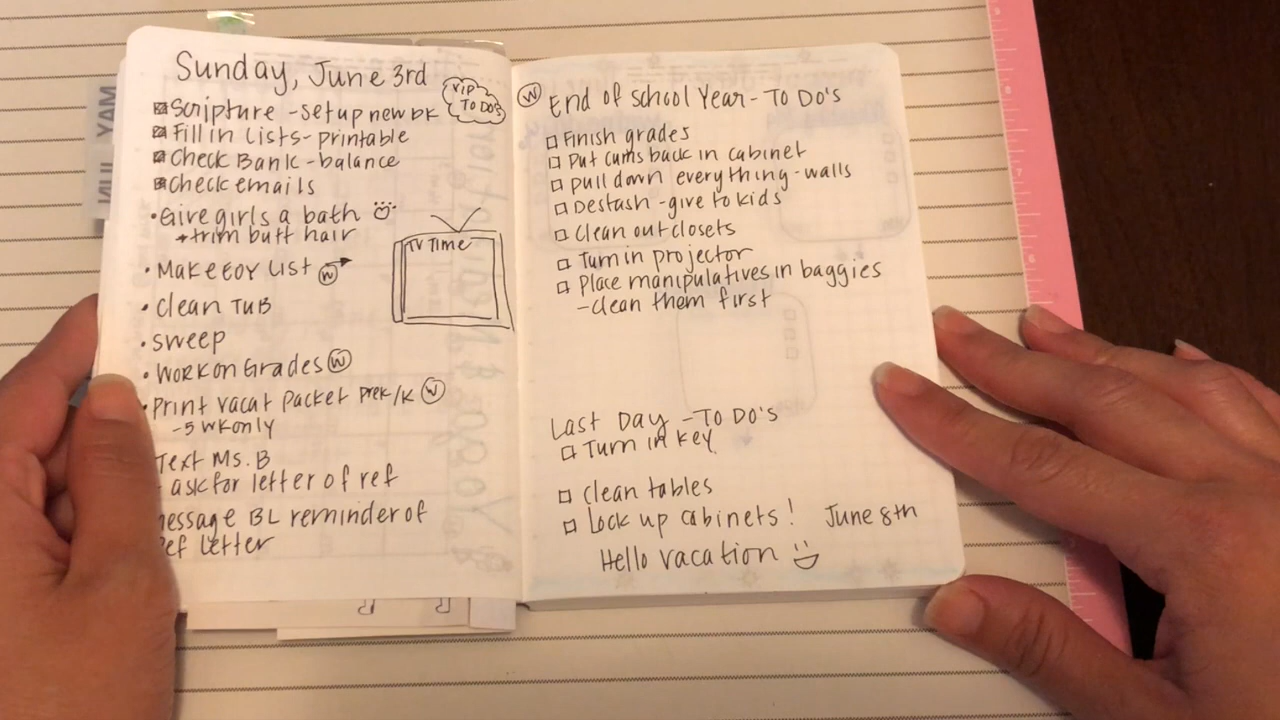 Sunday, June 3rd
VIP
TO DO's
Scripture - set up new bk
Fill in Lists - printable
Check Bank - balance
Check emails
Give girls a bath
trim butt hair
TV Time
Make EOY List W
Clean Tub
Sweep
Work on Grades W
Print Vacat Packet Prek/K W
- 5 wk only
Text Ms. B
- ask for letter of ref
message BL reminder of
ref letter
MAY
JUN
W End of School Year - TO DO's
Finish grades
Put cums back in cabinet
Pull down everything - walls
Destash - give to kids
Clean out closets
Turn in projector
Place manipulatives in baggies
- clean them first
Last Day - TO DO's
Turn in key
Clean tables
Lock up cabinets! June 8th
Hello vacation